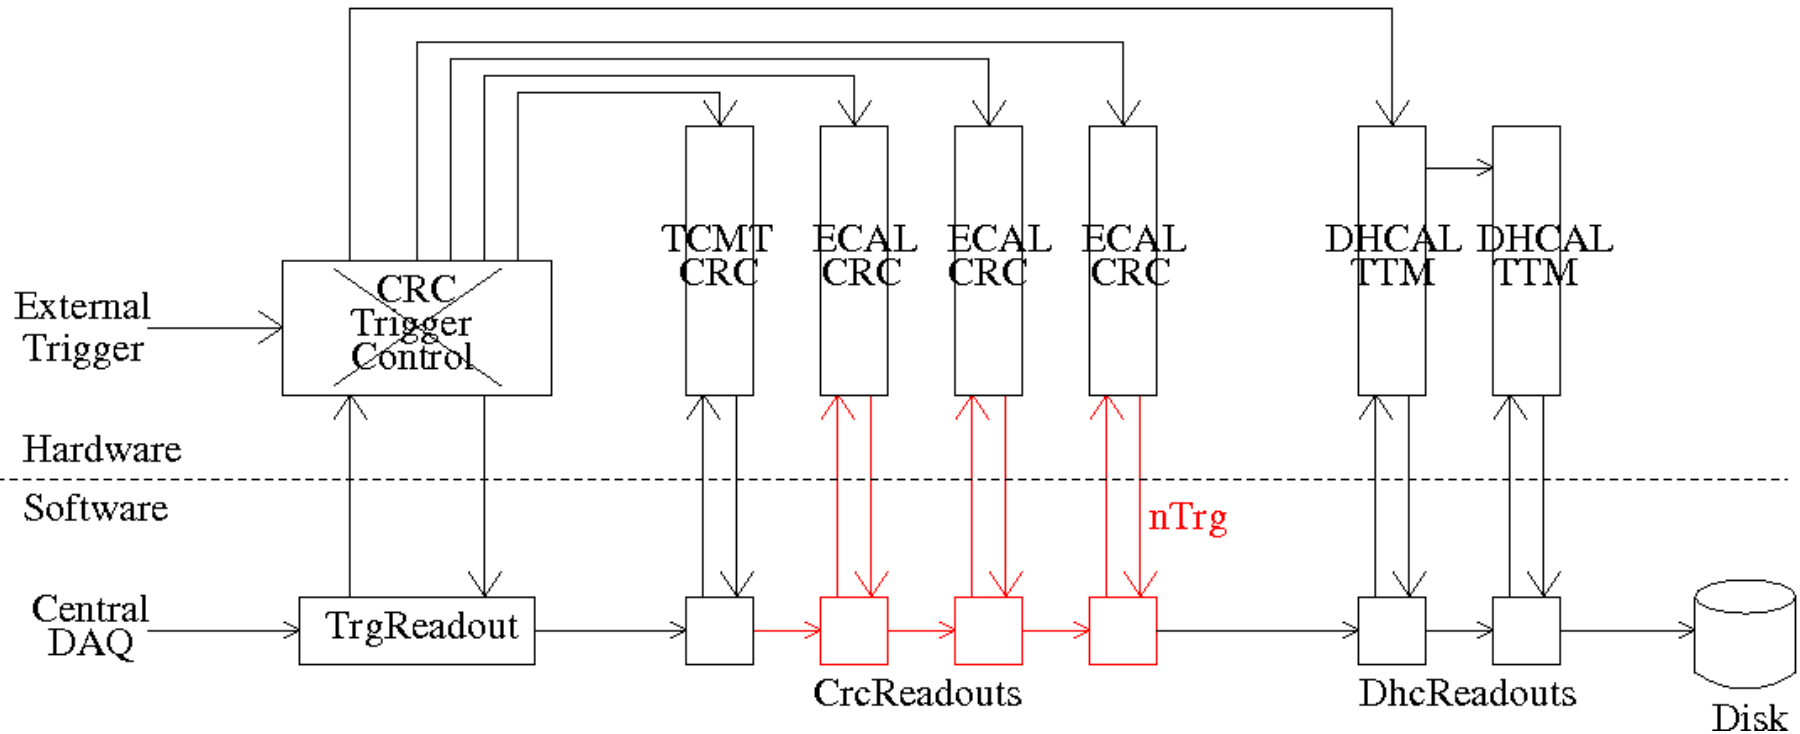 TCMT
CRC
ECAL
CRC
ECAL
CRC
ECAL
CRC
DHCAL
TTM
DHCAL
TTM
CRC
Trigger
Control
External
Trigger
Hardware
Software
nTrg
Central
DAQ
TrgReadout
CrcReadouts
DhcReadouts
Disk